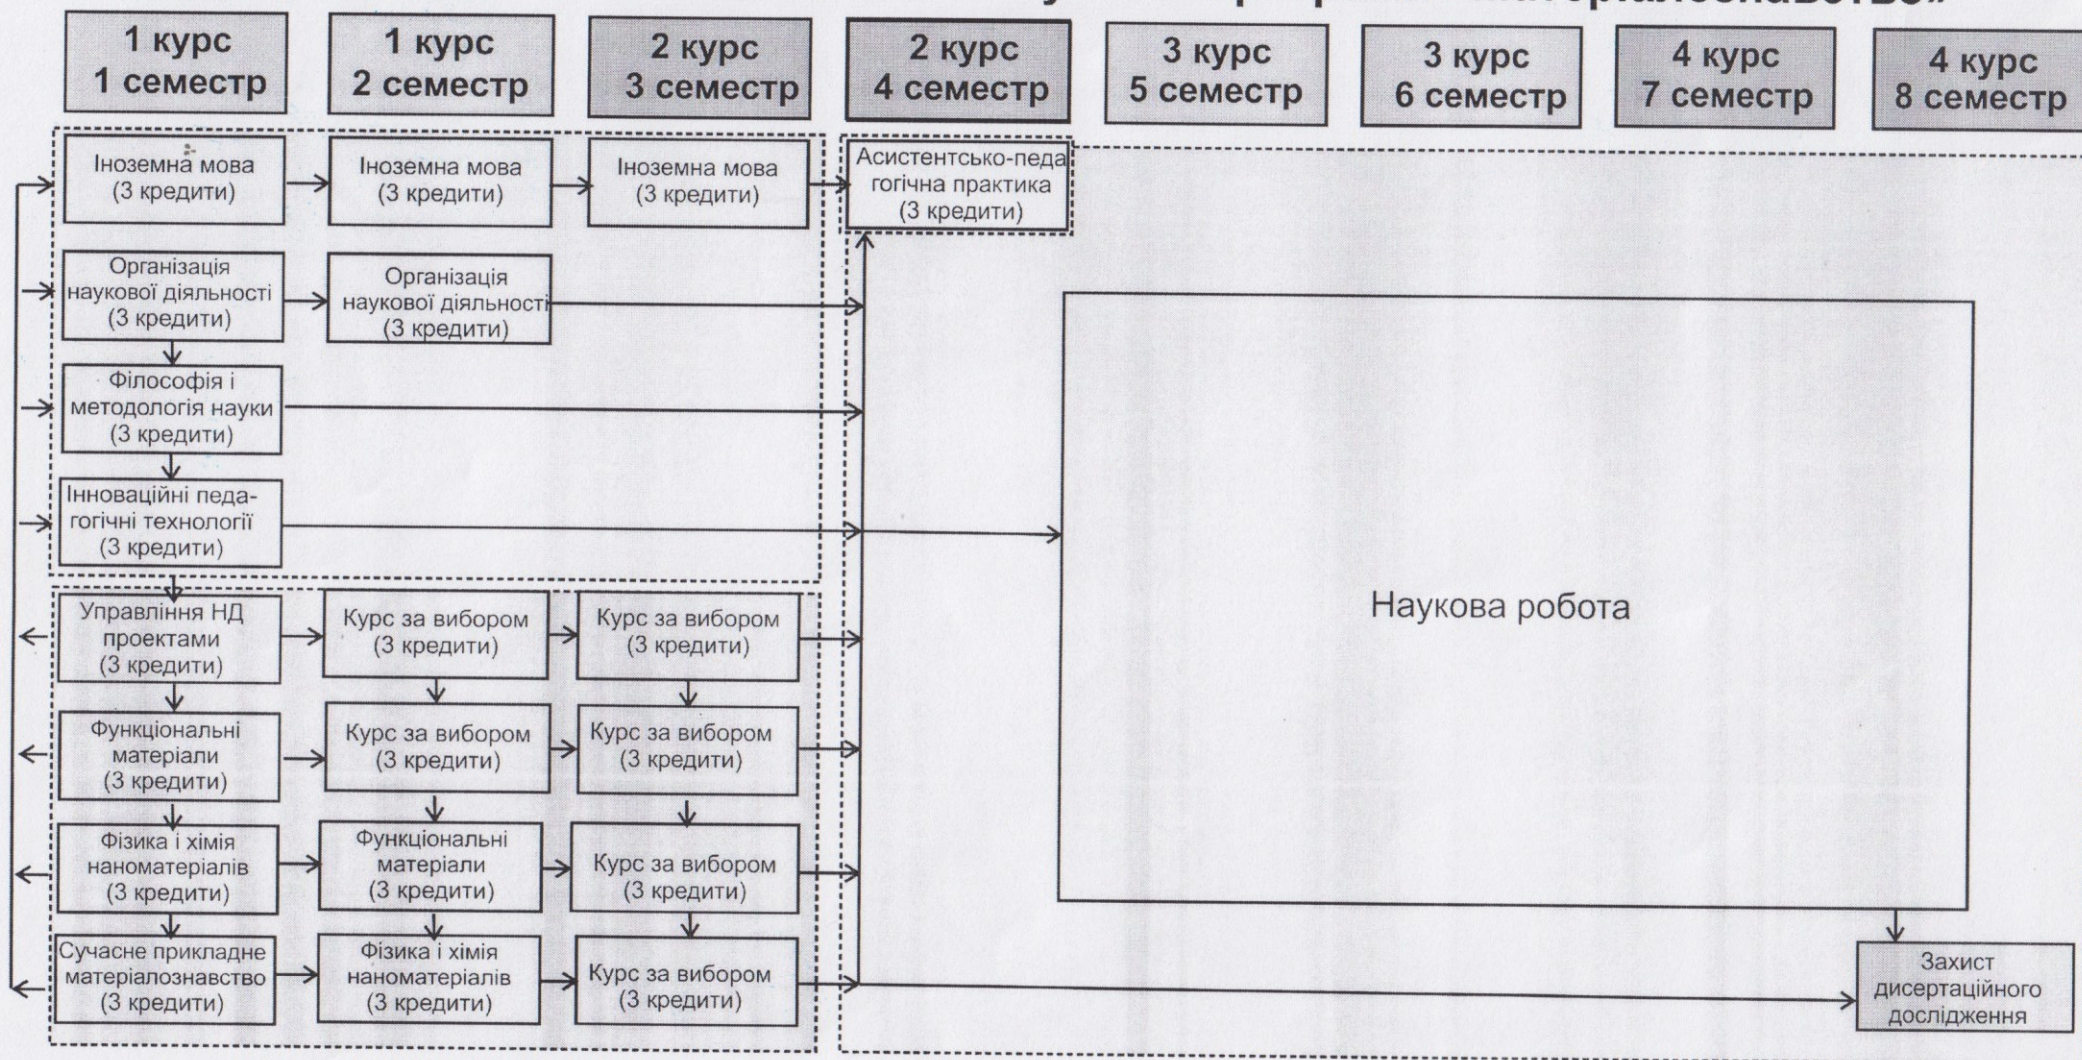 1 курс
1 семестр
1 курс
2 семестр
2 курс
3 семестр
2 курс
4 семестр
3 курс
5 семестр
3 курс
6 семестр
4 курс
7 семестр
4 курс
8 семестр
Іноземна мова
(3 кредити)
Іноземна мова
(3 кредити)
Іноземна мова
(3 кредити)
Асистентсько-педа
гогічна практика
(3 кредити)
Організація
наукової діяльності
(3 кредити)
Організація
наукової діяльності
(3 кредити)
Філософія і
методологія науки
(3 кредити)
Інноваційні педа-
гогічні технології
(3 кредити)
Наукова робота
Управління НД
проектами
(3 кредити)
Курс за вибором
(3 кредити)
Курс за вибором
(3 кредити)
Функціональні
матеріали
(3 кредити)
Курс за вибором
(3 кредити)
Курс за вибором
(3 кредити)
Фізика і хімія
наноматеріалів
(3 кредити)
Функціональні
матеріали
(3 кредити)
Курс за вибором
(3 кредити)
Сучасне прикладне
матеріалознавство
(3 кредити)
Фізика і хімія
наноматеріалів
(3 кредити)
Курс за вибором
(3 кредити)
Захист
дисертаційного
дослідження